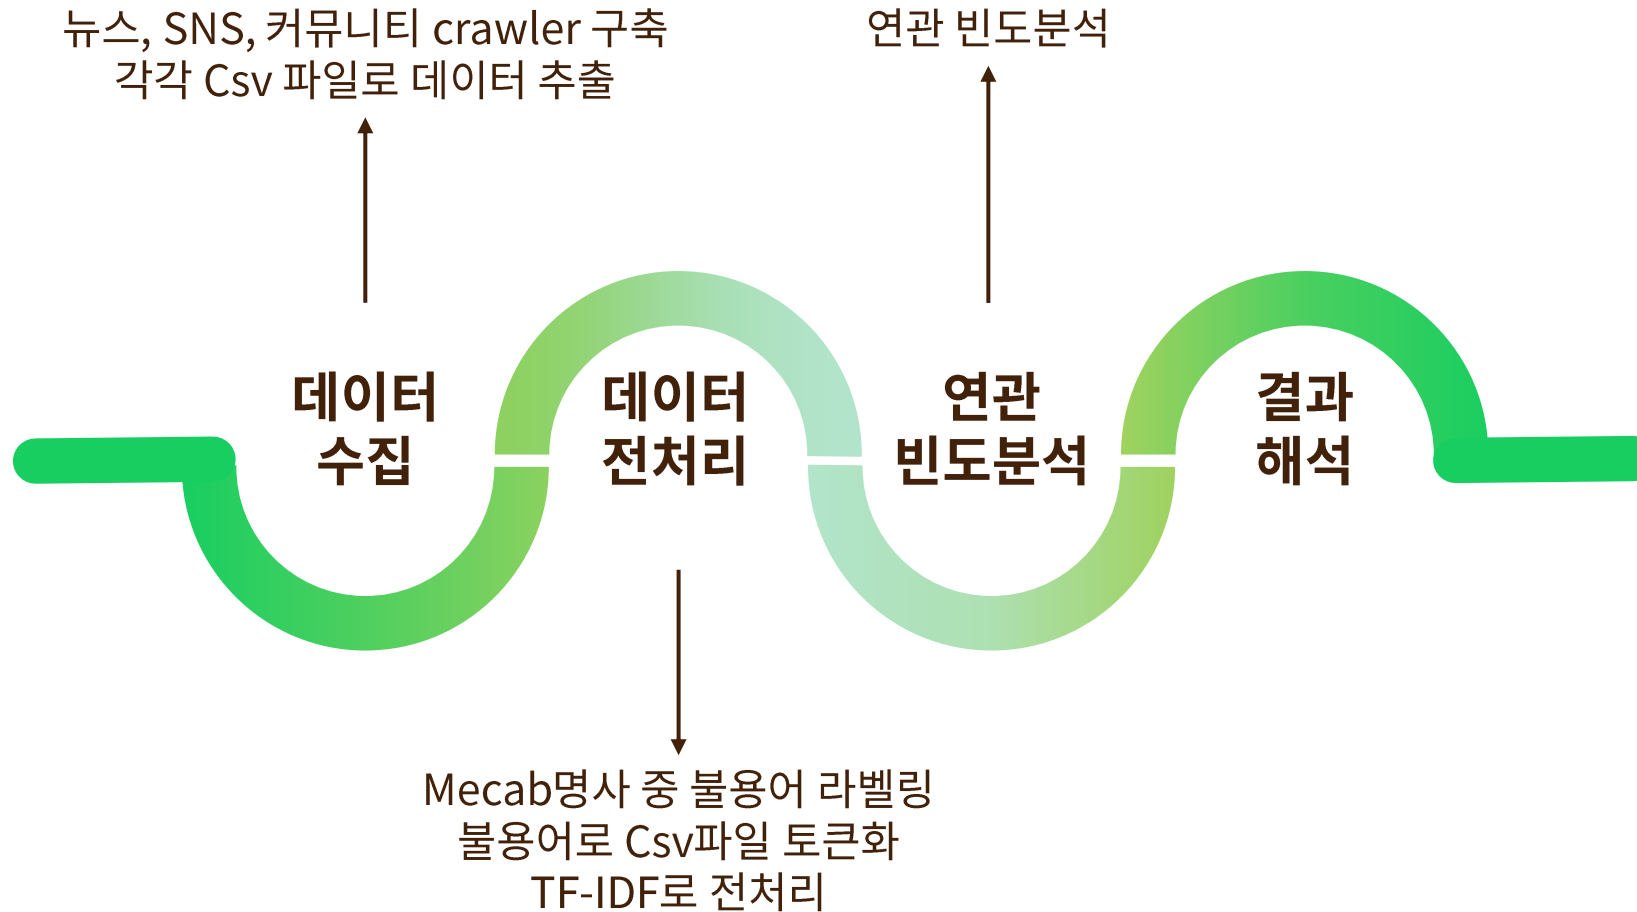 뉴스, SNS, 커뮤니티 crawler 구축
각각 Csv 파일로 데이터 추출
연관 빈도분석
데이터
수집
데이터
전처리
연관
빈도분석
결과
해석
Mecab명사 중 불용어 라벨링
불용어로 Csv파일 토큰화
TF-IDF로 전처리